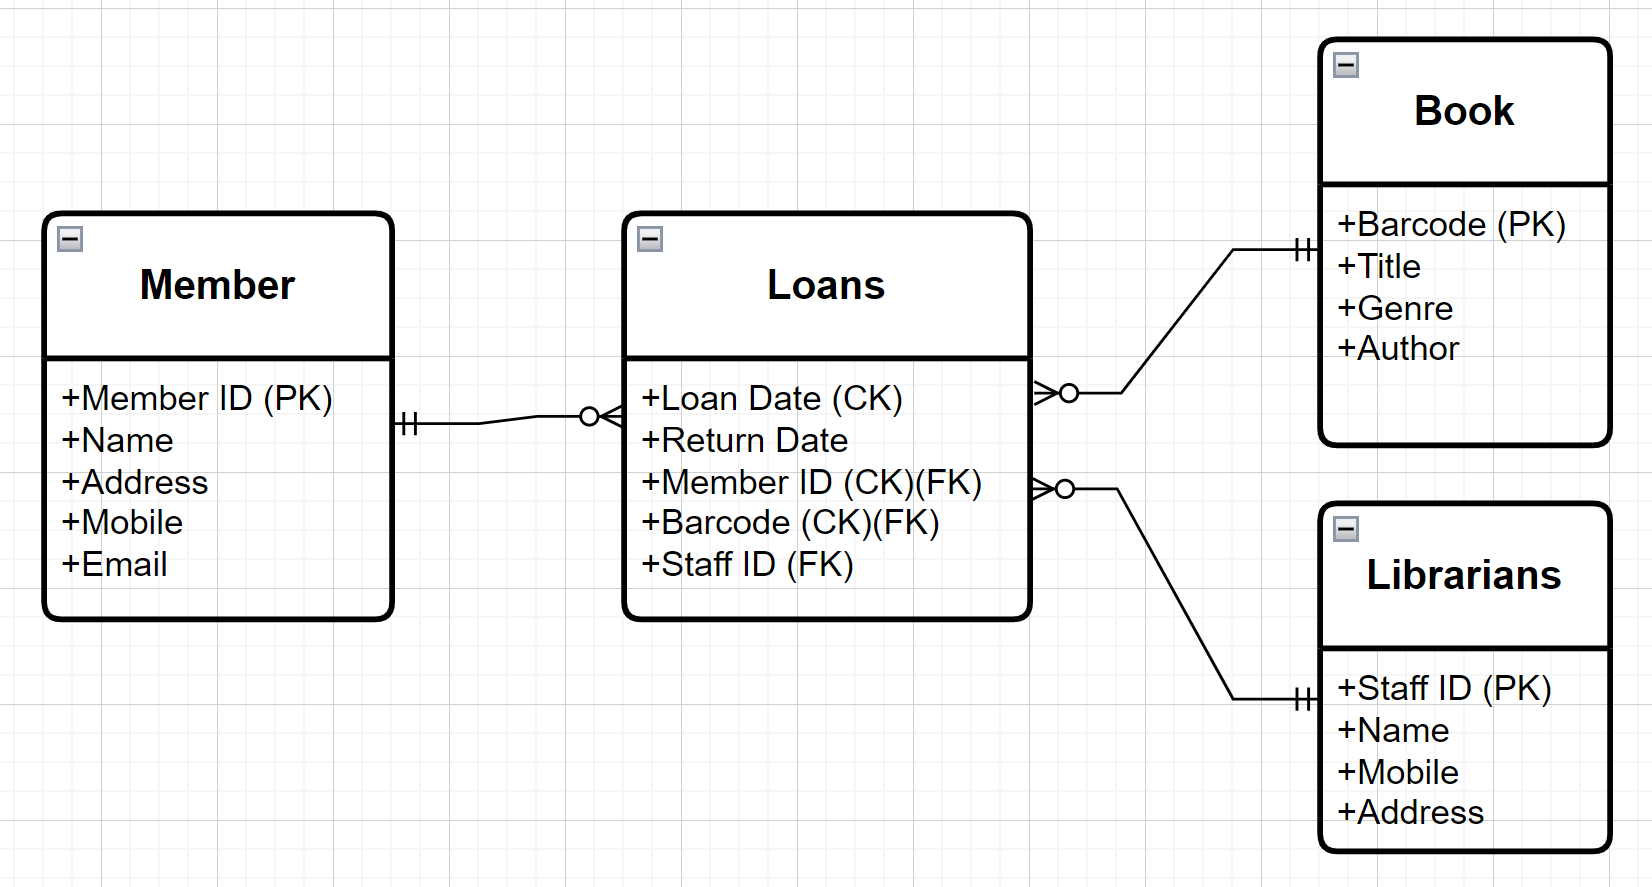 Member
+Member ID (PK)
+Name
+Address
+Mobile
+Email
Loans
+Loan Date (CK)
+Return Date
+Member ID (CK)(FK)
+Barcode (CK)(FK)
+Staff ID (FK)
Book
+Barcode (PK)
+Title
+Genre
+Author
Librarians
+Staff ID (PK)
+Name
+Mobile
+Address